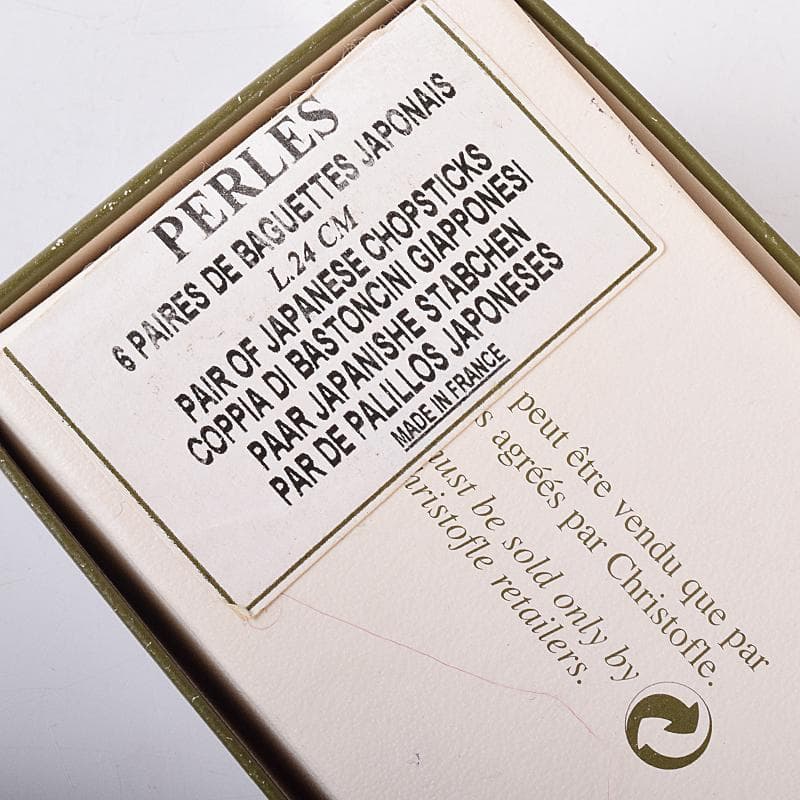 PERLES
6 PAIRES DE BAGUETTES JAPONAIS
L.24 CM
PAIR OF JAPANESE CHOPSTICKS
COPPIA DI BASTONCINI GIAPPONESI
PAAR JAPANISHE STABCHEN
PAR DE PALILLOS JAPONESES
MADE IN FRANCE
peut être vendu que par
s agréés par Christofle.
ust be sold only by
hristofle retailers.